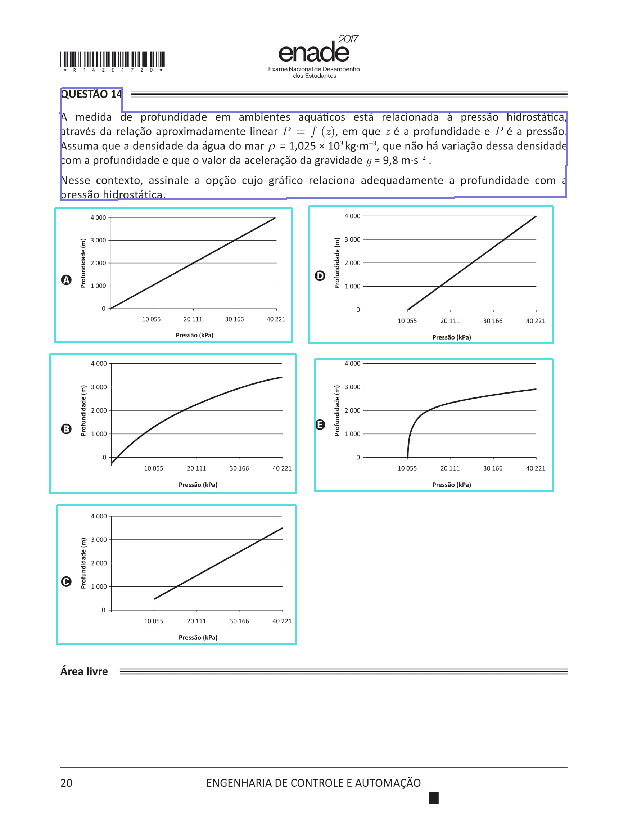 * R 1 4 2 0 1 7 2 0 *
enade 2017
Exame Nacional de Desempenho
dos Estudantes
QUESTÃO 14
A medida de profundidade em ambientes aquáticos está relacionada à pressão hidrostática,
através da relação aproximadamente linear P = f (z), em que z é a profundidade e P é a pressão.
Assuma que a densidade da água do mar ρ = 1,025 × 10³ kg·m⁻³, que não há variação dessa densidade
com a profundidade e que o valor da aceleração da gravidade g = 9,8 m·s⁻² .
Nesse contexto, assinale a opção cujo gráfico relaciona adequadamente a profundidade com a
pressão hidrostática.
A
Profundidade (m)
4 000
3 000
2 000
1 000
0
10 055 20 111 30 166 40 221
Pressão (kPa)
D
Profundidade (m)
4 000
3 000
2 000
1 000
0
10 055 20 111 30 166 40 221
Pressão (kPa)
B
Profundidade (m)
4 000
3 000
2 000
1 000
0
10 055 20 111 30 166 40 221
Pressão (kPa)
E
Profundidade (m)
4 000
3 000
2 000
1 000
0
10 055 20 111 30 166 40 221
Pressão (kPa)
C
Profundidade (m)
4 000
3 000
2 000
1 000
0
10 055 20 111 30 166 40 221
Pressão (kPa)
Área livre
20 ENGENHARIA DE CONTROLE E AUTOMAÇÃO